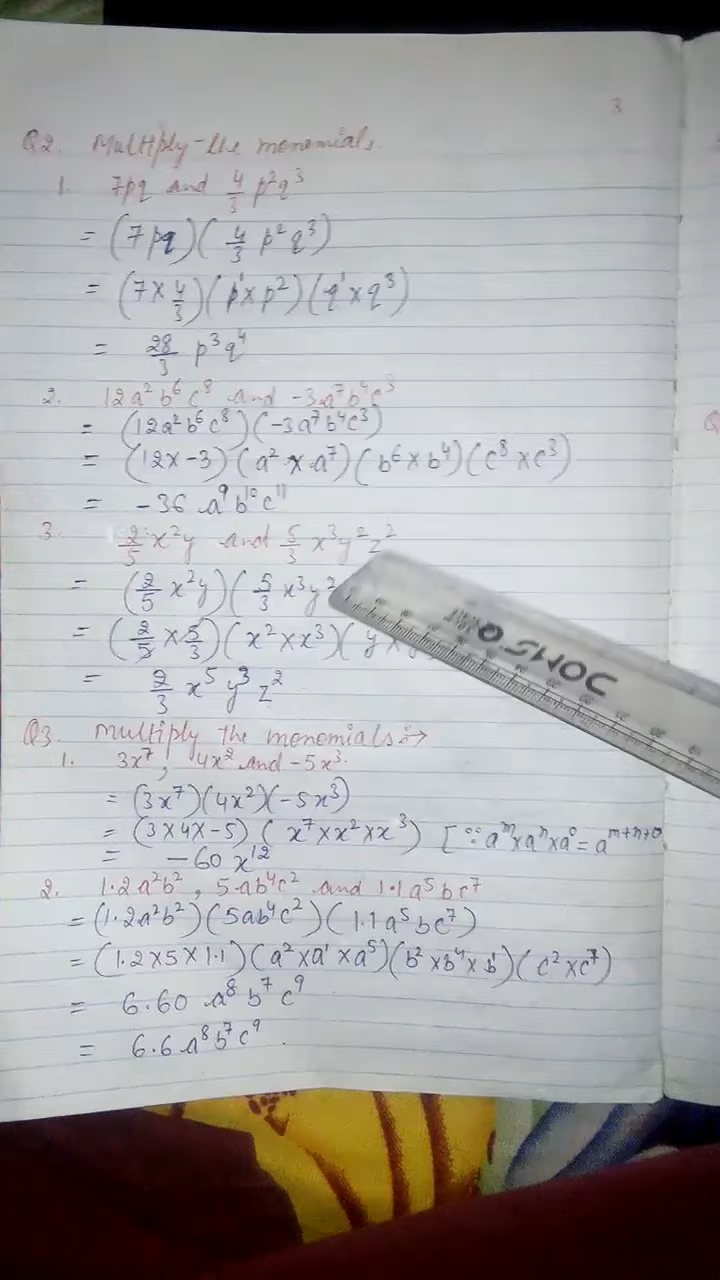 3
Q2. Multiply the monomials.
1. 7pq and 4/3 p²q³
= (7pq)(4/3 p²q³)
= (7×4/3)(p¹×p²)(q¹×q³)
= 28/3 p³q⁴
2. 12a²b⁶c⁸ and -3a⁷b⁴c³
= (12a²b⁶c⁸)(-3a⁷b⁴c³)
= (12×-3)(a²×a⁷)(b⁶×b⁴)(c⁸×c³)
= -36 a⁹b¹⁰c¹¹
3. 2/5 x²y and 5/3 x³y²z²
= (2/5 x²y)(5/3 x³y²
= (2/5×5/3)(x²×x³)(y×y
= 2/3 x⁵y³z²
Q3. Multiply the monomials:→
1. 3x⁷, 4x² and -5x³.
= (3x⁷)(4x²)(-5x³)
= (3×4×-5)(x⁷×x²×x³) [∵aᵐ×aⁿ×aᵒ=aᵐ⁺ⁿ⁺ᵒ
= -60x¹²
2. 1.2a²b², 5ab⁴c² and 1.1a⁵bc⁷
= (1.2a²b²)(5ab⁴c²)(1.1a⁵bc⁷)
= (1.2×5×1.1)(a²×a¹×a⁵)(b²×b⁴×b¹)(c²×c⁷)
= 6.60 a⁸b⁷c⁹
= 6.6a⁸b⁷c⁹.
DOMS
Q